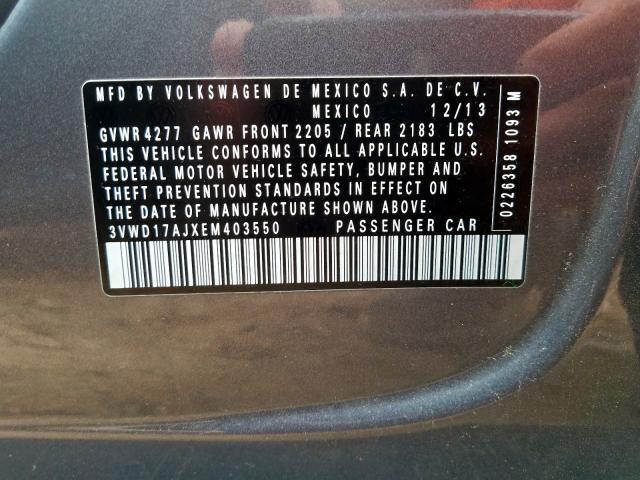 MFD BY VOLKSWAGEN DE MEXICO S.A. DE C.V.
MEXICO 12/13
GVWR 4277 GAWR FRONT 2205 / REAR 2183 LBS
THIS VEHICLE CONFORMS TO ALL APPLICABLE U.S.
FEDERAL MOTOR VEHICLE SAFETY, BUMPER AND
THEFT PREVENTION STANDARDS IN EFFECT ON
THE DATE OF MANUFACTURE SHOWN ABOVE.
3VWD17AJXEM403550 PASSENGER CAR
0226358 1093 M